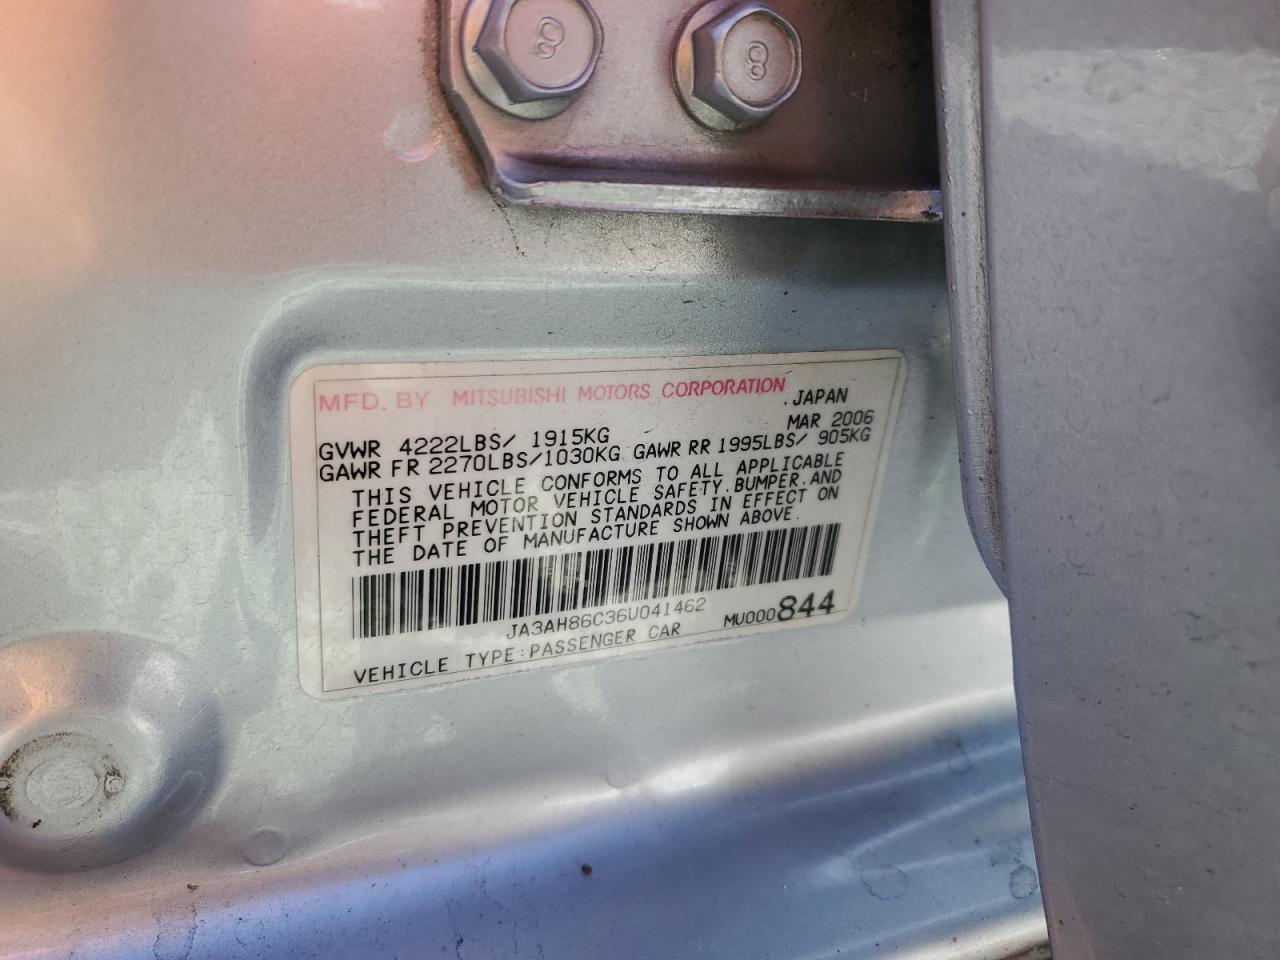 8 8
MFD. BY MITSUBISHI MOTORS CORPORATION
.JAPAN
MAR 2006
GVWR 4222LBS/ 1915KG
GAWR FR 2270LBS/1030KG GAWR RR 1995LBS/ 905KG
THIS VEHICLE CONFORMS TO ALL APPLICABLE
FEDERAL MOTOR VEHICLE SAFETY.BUMPER.AND
THEFT PREVENTION STANDARDS IN EFFECT ON
THE DATE OF MANUFACTURE SHOWN ABOVE.
JA3AH86C36U041462
MU000844
VEHICLE TYPE:PASSENGER CAR